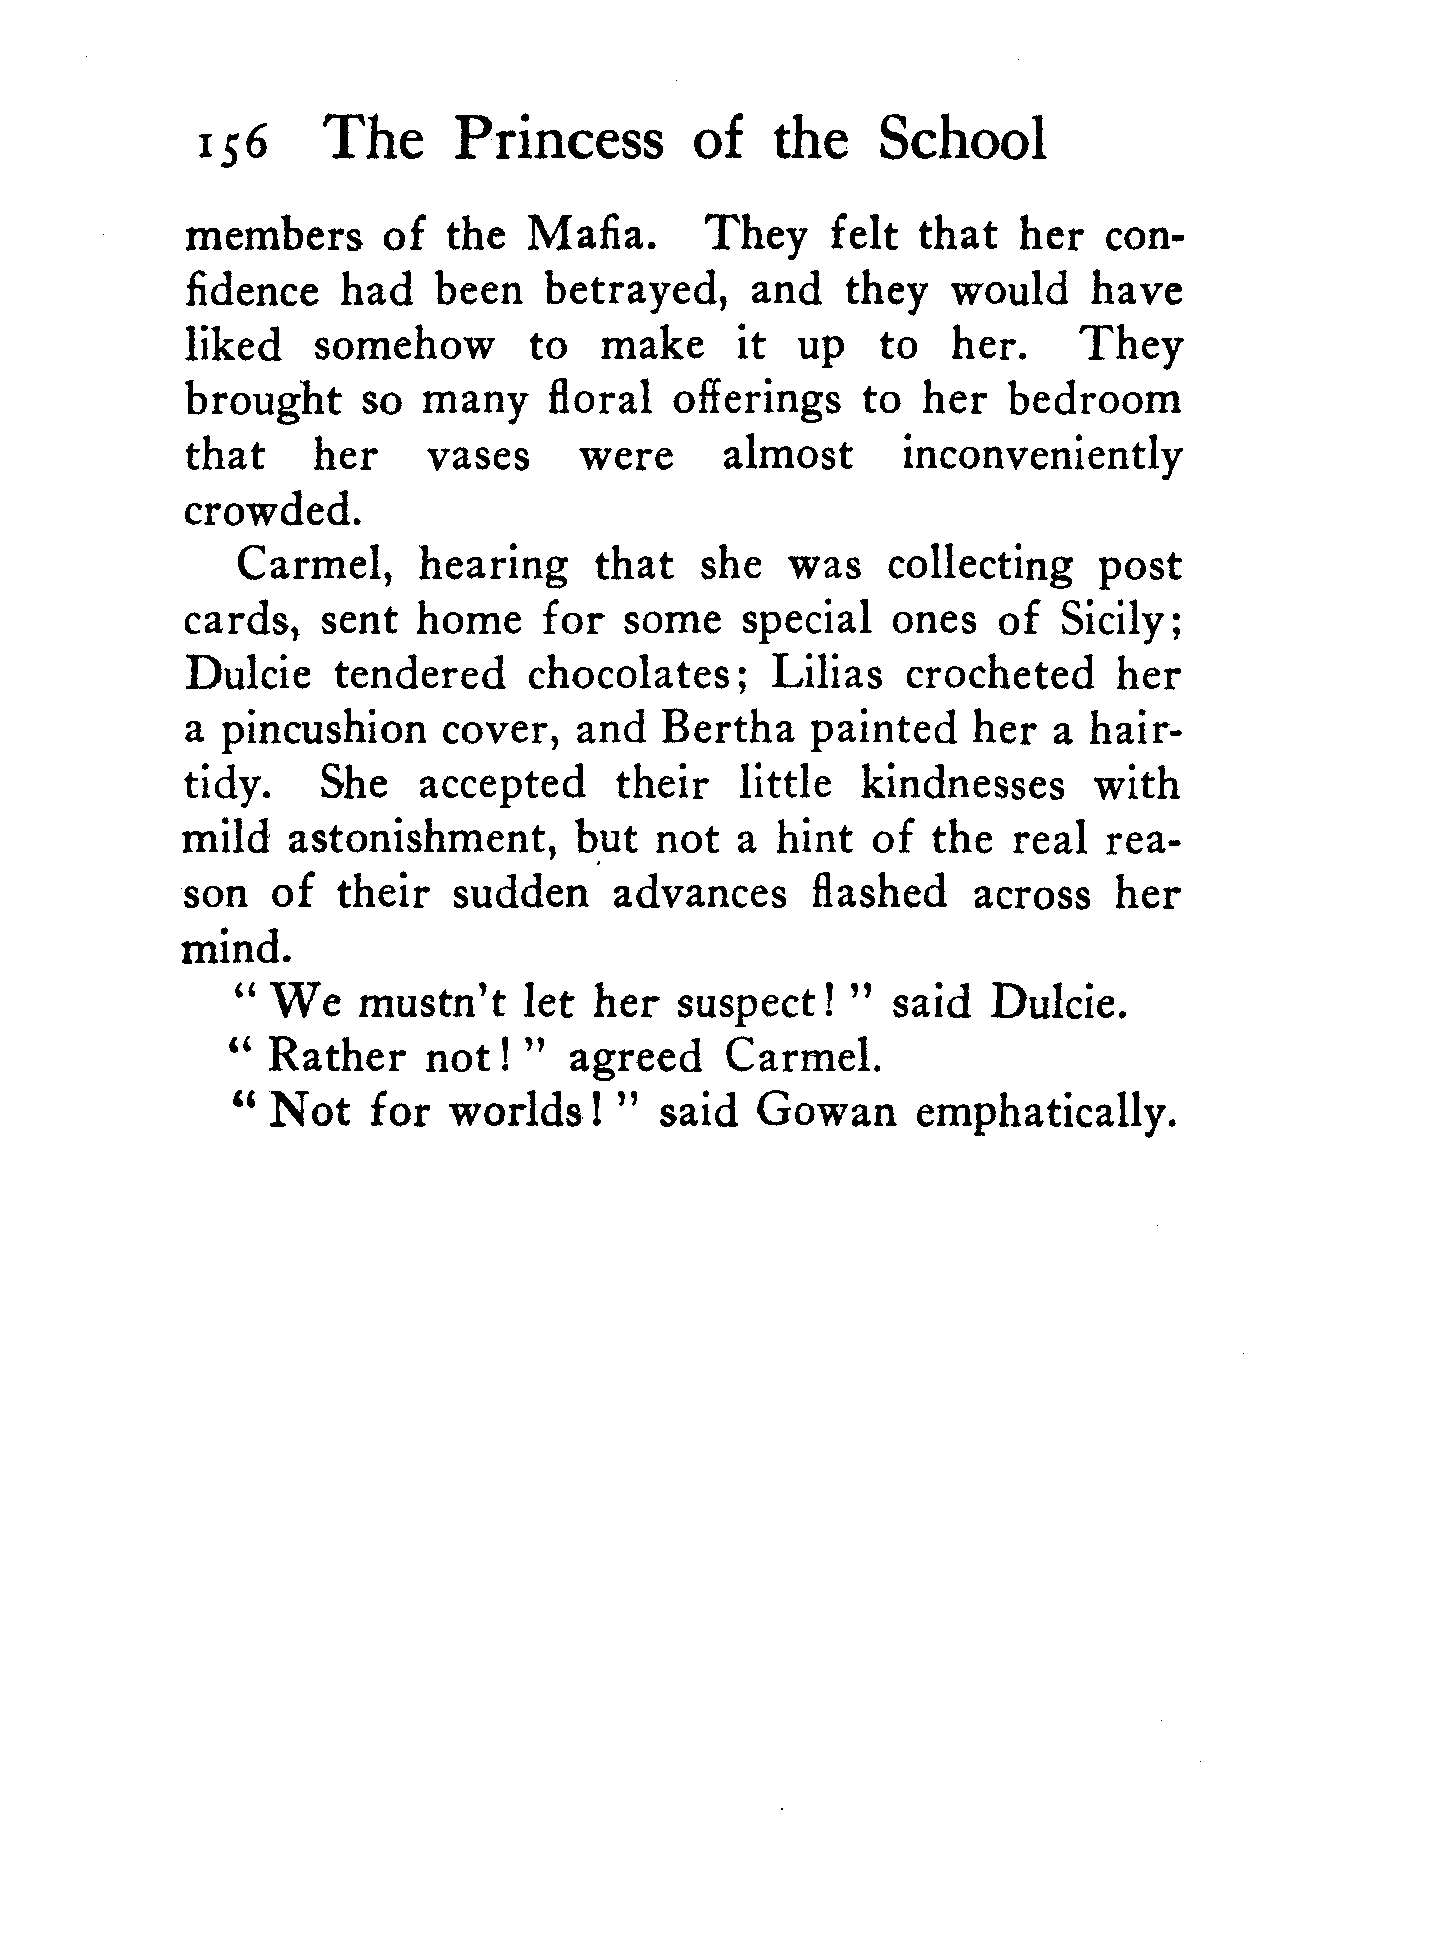 156 The Princess of the School
members of the Mafia. They felt that her con-
fidence had been betrayed, and they would have
liked somehow to make it up to her. They
brought so many floral offerings to her bedroom
that her vases were almost inconveniently
crowded.
Carmel, hearing that she was collecting post
cards, sent home for some special ones of Sicily;
Dulcie tendered chocolates; Lilias crocheted her
a pincushion cover, and Bertha painted her a hair-
tidy. She accepted their little kindnesses with
mild astonishment, but not a hint of the real rea-
son of their sudden advances flashed across her
mind.
“ We mustn’t let her suspect! ” said Dulcie.
“ Rather not! ” agreed Carmel.
“ Not for worlds! ” said Gowan emphatically.